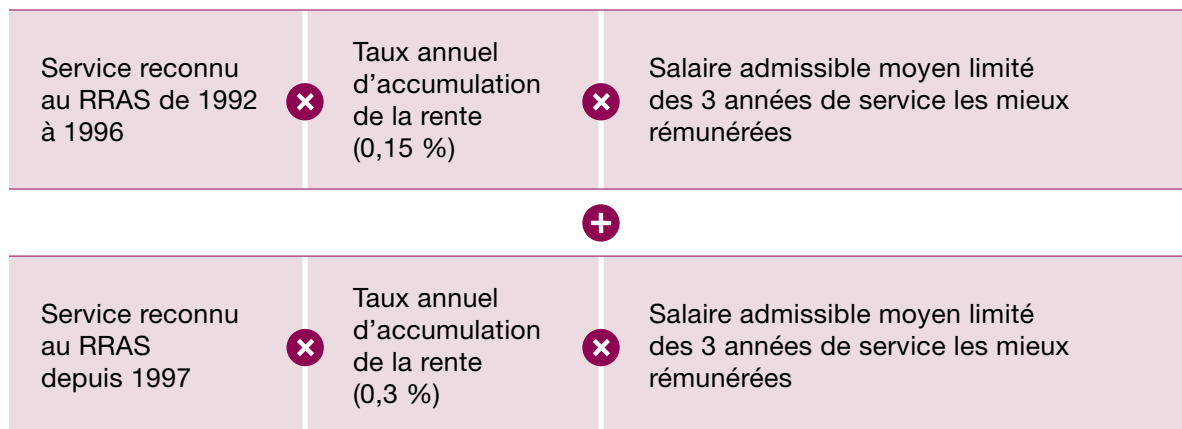 Service reconnu
au RRAS de 1992
à 1996
×
Taux annuel
d’accumulation
de la rente
(0,15 %)
×
Salaire admissible moyen limité
des 3 années de service les mieux
rémunérées
+
Service reconnu
au RRAS
depuis 1997
×
Taux annuel
d’accumulation
de la rente
(0,3 %)
×
Salaire admissible moyen limité
des 3 années de service les mieux
rémunérées